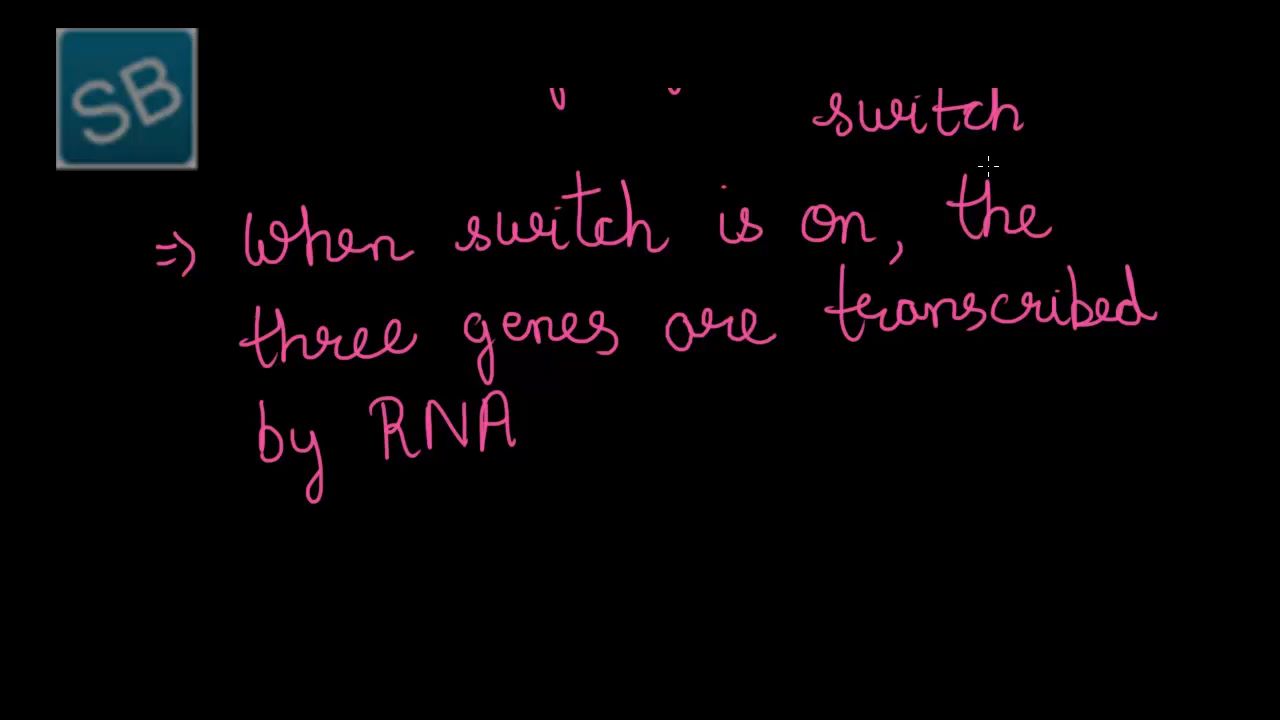 SB
switch
=> When switch is on, the
three genes are transcribed
by RNA